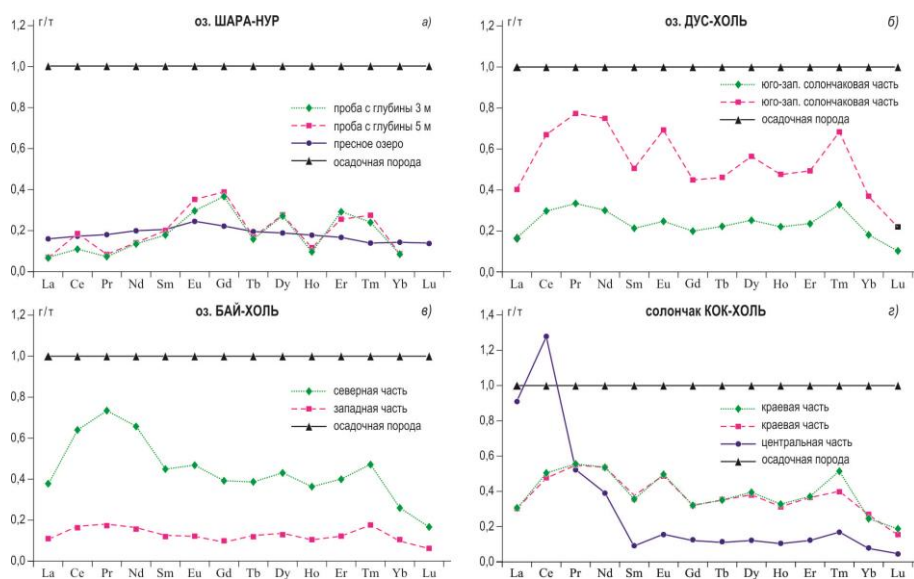 г/т
оз. ШАРА-НУР
а)
1,2
1,0
0,8
0,6
0,4
0,2
0,0
проба с глубины 3 м
проба с глубины 5 м
пресное озеро
осадочная порода
La Ce Pr Nd Sm Eu Gd Tb Dy Ho Er Tm Yb Lu
г/т
оз. ДУС-ХОЛЬ
б)
1,2
1,0
0,8
0,6
0,4
0,2
0,0
юго-зап. солончаковая часть
юго-зап. солончаковая часть
осадочная порода
La Ce Pr Nd Sm Eu Gd Tb Dy Ho Er Tm Yb Lu
г/т
оз. БАЙ-ХОЛЬ
в)
1,2
1,0
0,8
0,6
0,4
0,2
0,0
северная часть
западная часть
осадочная порода
La Ce Pr Nd Sm Eu Gd Tb Dy Ho Er Tm Yb Lu
г/т
солончак КОК-ХОЛЬ
г)
1,4
1,2
1,0
0,8
0,6
0,4
0,2
0,0
краевая часть
краевая часть
центральная часть
осадочная порода
La Ce Pr Nd Sm Eu Gd Tb Dy Ho Er Tm Yb Lu